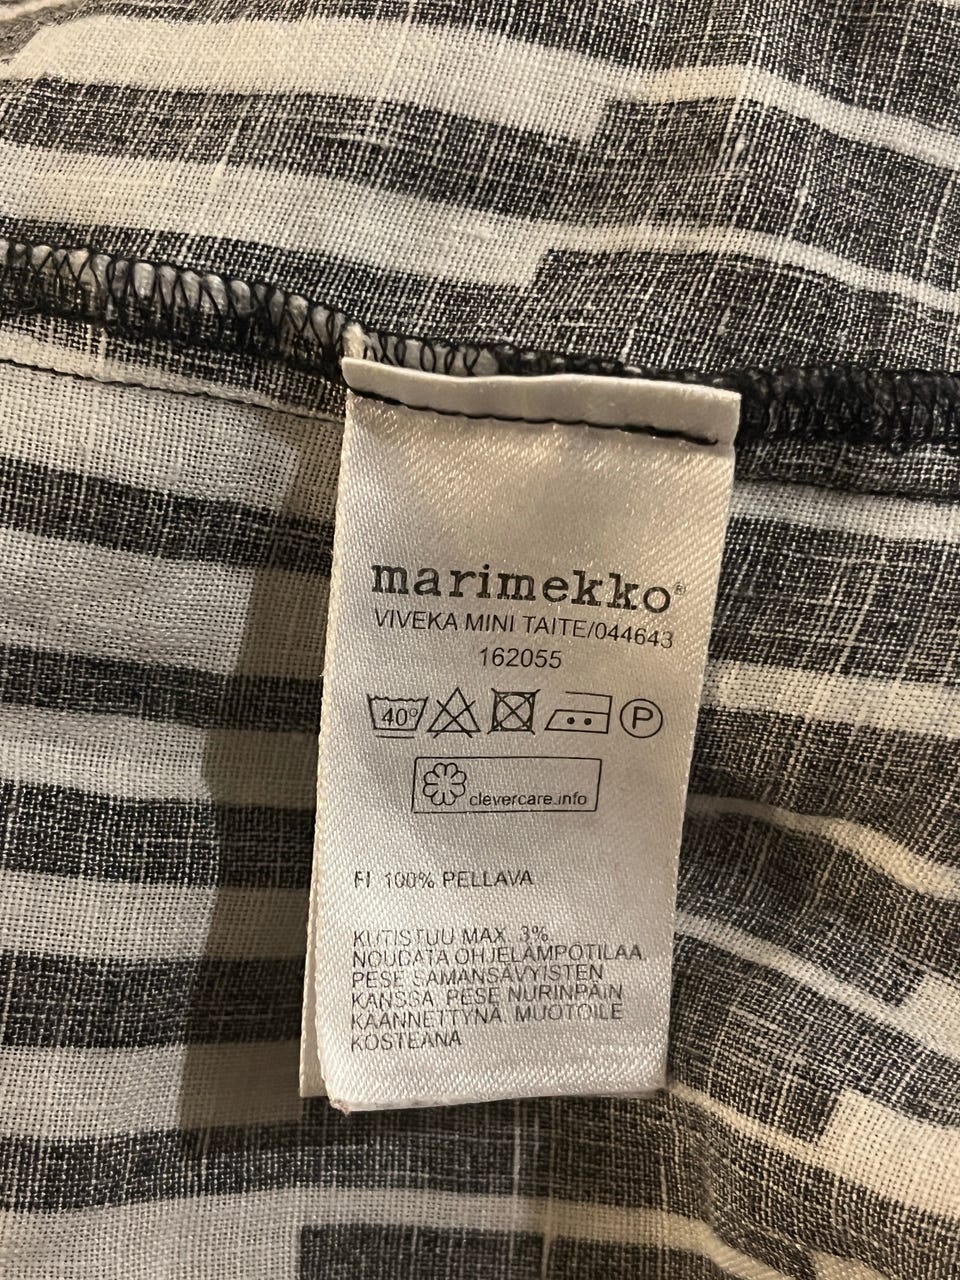 marimekko®
VIVEKA MINI TAITE/044643
162055
40°
P
clevercare.info
FI 100% PELLAVA
KUTISTUU MAX 3%.
NOUDATA OHJELÄMPÖTILAA.
PESE SAMANSÄVYISTEN
KANSSA. PESE NURINPÄIN
KÄÄNNETTYNÄ. MUOTOILE
KOSTEANA